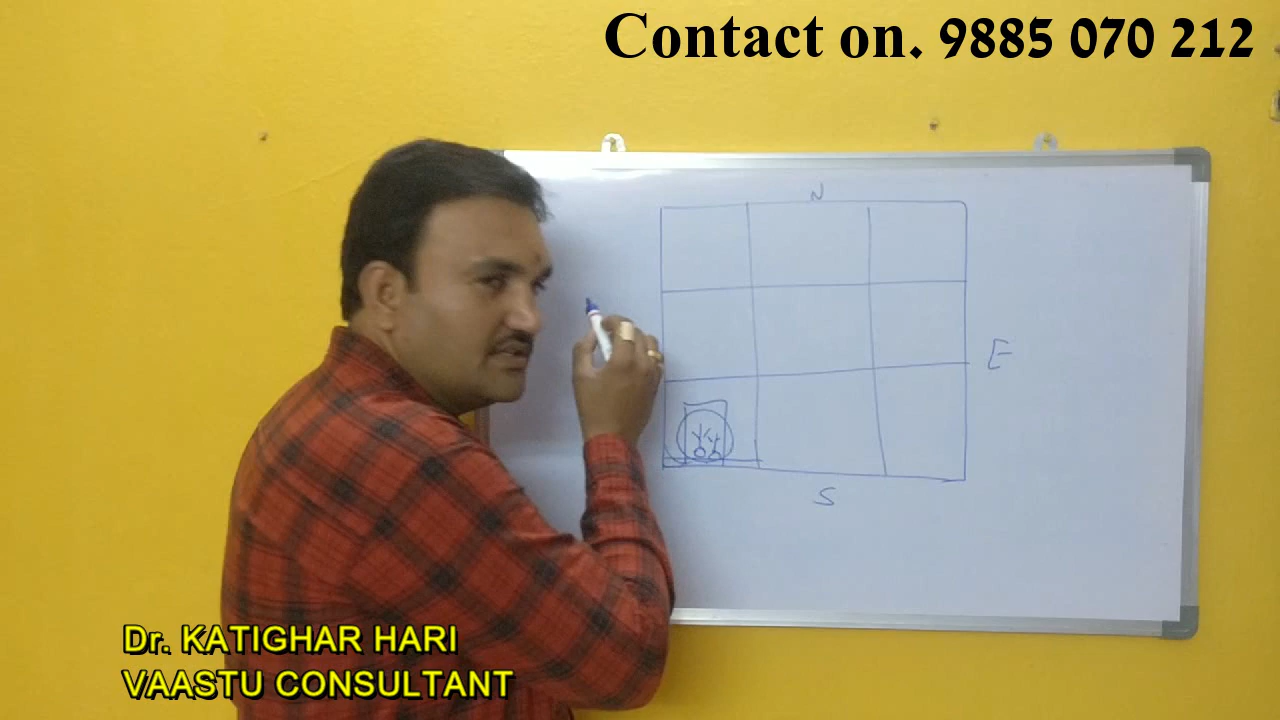 Contact on. 9885 070 212
N
E
S
Dr. KATIGHAR HARI
VAASTU CONSULTANT